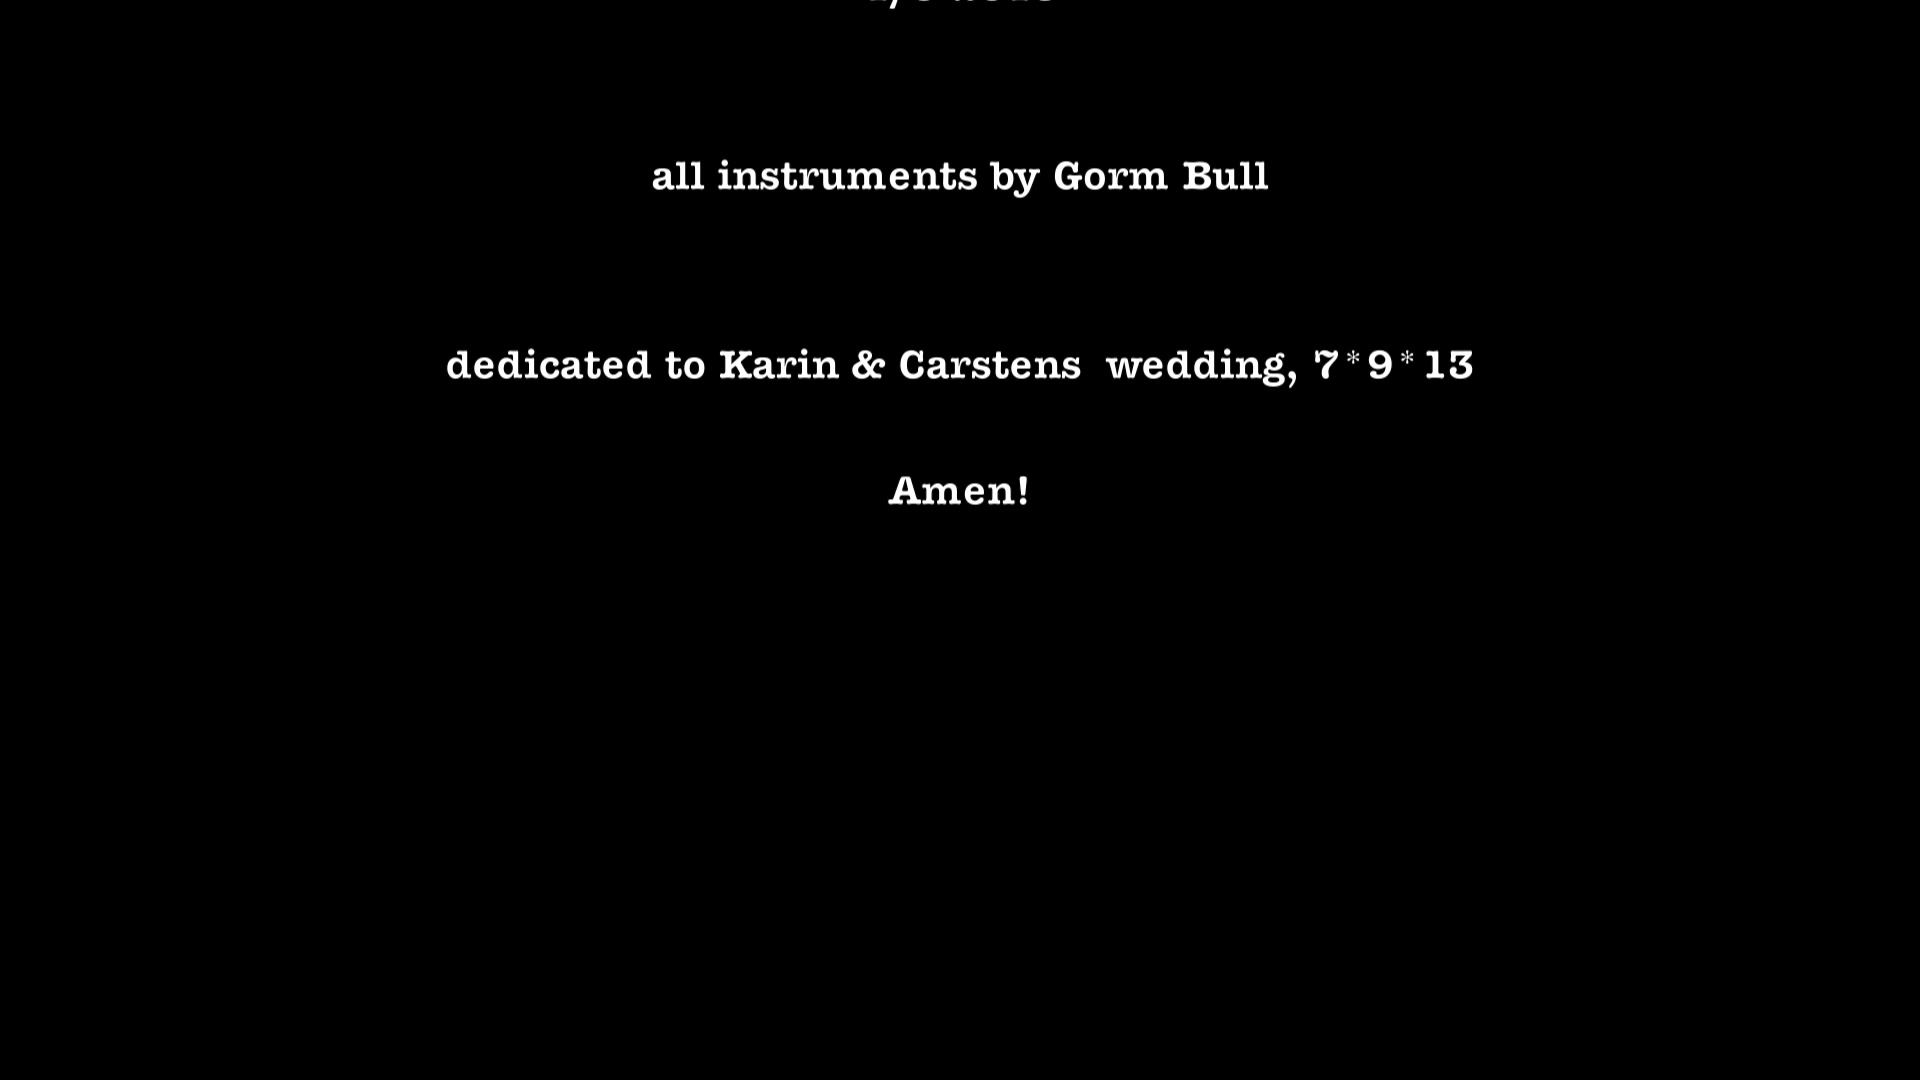 all instruments by Gorm Bull
dedicated to Karin & Carstens  wedding, 7*9*13
Amen!